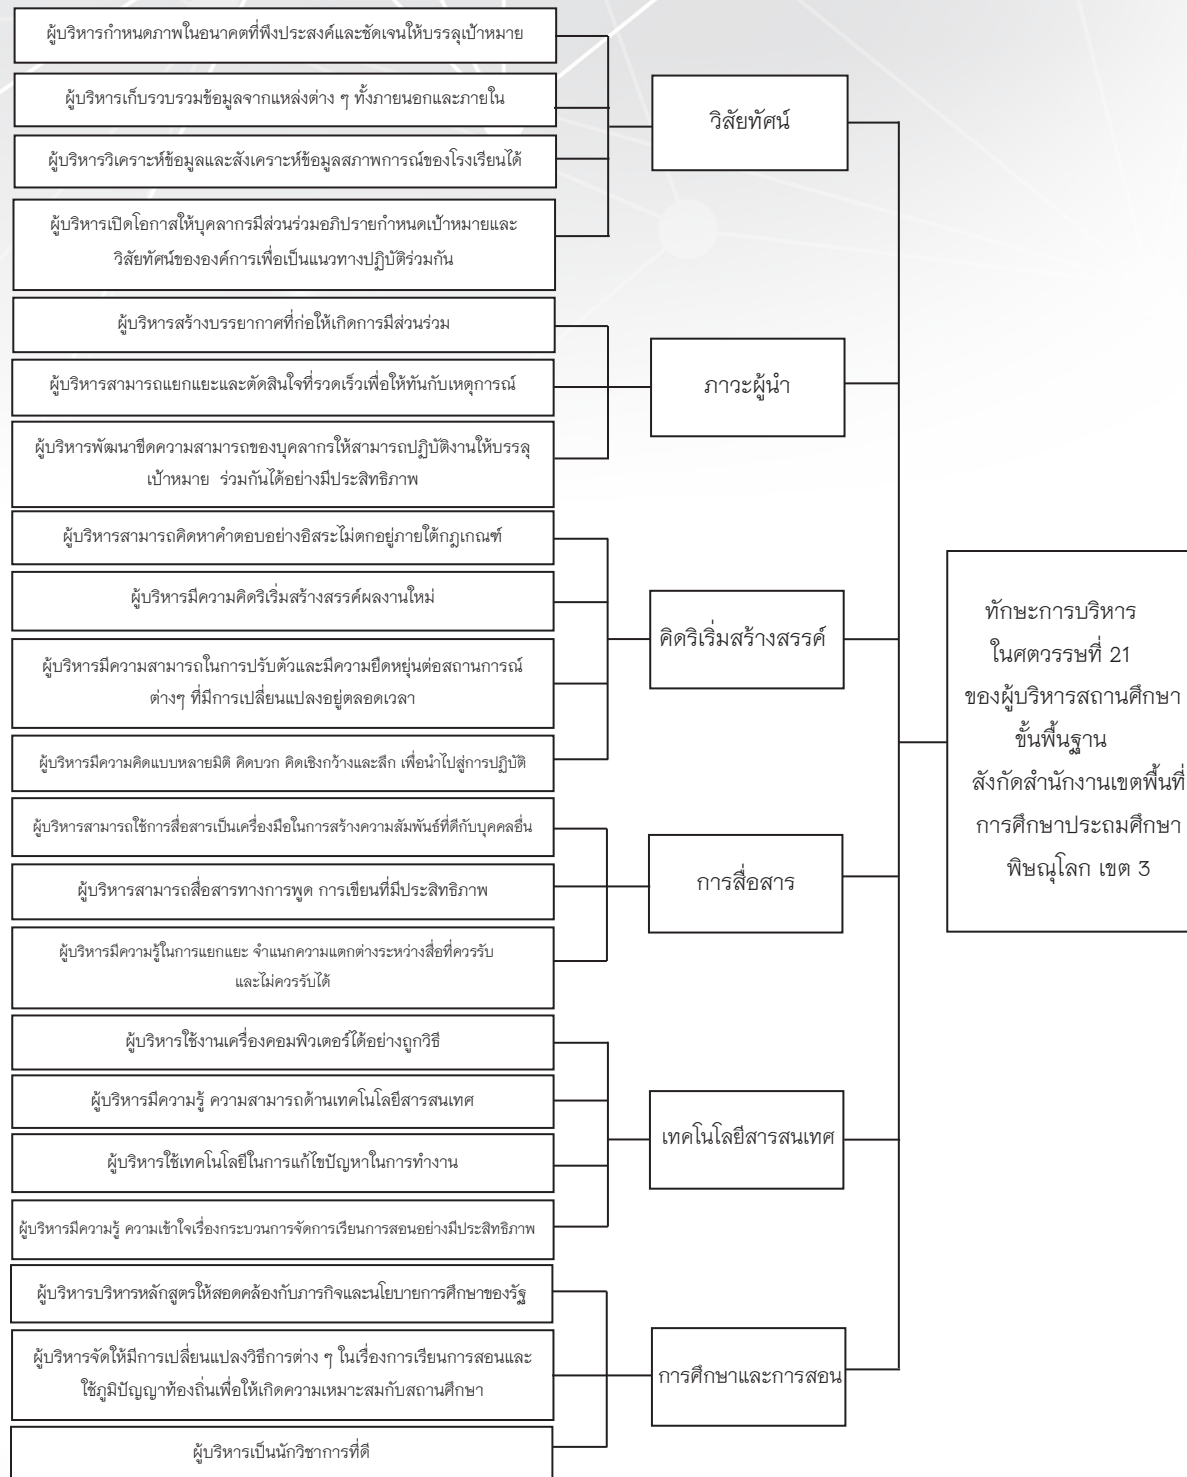 ผู้บริหารกำหนดภาพในอนาคตที่พึงประสงค์และชัดเจนให้บรรลุเป้าหมาย
ผู้บริหารเก็บรวบรวมข้อมูลจากแหล่งต่าง ๆ ทั้งภายนอกและภายใน
ผู้บริหารวิเคราะห์ข้อมูลและสังเคราะห์ข้อมูลสภาพการณ์ของโรงเรียนได้
ผู้บริหารเปิดโอกาสให้บุคลากรมีส่วนร่วมอภิปรายกำหนดเป้าหมายและ
วิสัยทัศน์ขององค์การเพื่อเป็นแนวทางปฏิบัติร่วมกัน
วิสัยทัศน์
ผู้บริหารสร้างบรรยากาศที่ก่อให้เกิดการมีส่วนร่วม
ผู้บริหารสามารถแยกแยะและตัดสินใจที่รวดเร็วเพื่อให้ทันกับเหตุการณ์
ผู้บริหารพัฒนาขีดความสามารถของบุคลากรให้สามารถปฏิบัติงานให้บรรลุ
เป้าหมาย ร่วมกันได้อย่างมีประสิทธิภาพ
ภาวะผู้นำ
ผู้บริหารสามารถคิดหาคำตอบอย่างอิสระไม่ตกอยู่ภายใต้กฎเกณฑ์
ผู้บริหารมีความคิดริเริ่มสร้างสรรค์ผลงานใหม่
ผู้บริหารมีความสามารถในการปรับตัวและมีความยืดหยุ่นต่อสถานการณ์
ต่างๆ ที่มีการเปลี่ยนแปลงอยู่ตลอดเวลา
ผู้บริหารมีความคิดแบบหลายมิติ คิดบวก คิดเชิงกว้างและลึก เพื่อนำไปสู่การปฏิบัติ
คิดริเริ่มสร้างสรรค์
ผู้บริหารสามารถใช้การสื่อสารเป็นเครื่องมือในการสร้างความสัมพันธ์ที่ดีกับบุคคลอื่น
ผู้บริหารสามารถสื่อสารทางการพูด การเขียนที่มีประสิทธิภาพ
ผู้บริหารมีความรู้ในการแยกแยะ จำแนกความแตกต่างระหว่างสื่อที่ควรรับ
และไม่ควรรับได้
การสื่อสาร
ผู้บริหารใช้งานเครื่องคอมพิวเตอร์ได้อย่างถูกวิธี
ผู้บริหารมีความรู้ ความสามารถด้านเทคโนโลยีสารสนเทศ
ผู้บริหารใช้เทคโนโลยีในการแก้ไขปัญหาในการทำงาน
ผู้บริหารมีความรู้ ความเข้าใจเรื่องกระบวนการจัดการเรียนการสอนอย่างมีประสิทธิภาพ
เทคโนโลยีสารสนเทศ
ผู้บริหารบริหารหลักสูตรให้สอดคล้องกับภารกิจและนโยบายการศึกษาของรัฐ
ผู้บริหารจัดให้มีการเปลี่ยนแปลงวิธีการต่าง ๆ ในเรื่องการเรียนการสอนและ
ใช้ภูมิปัญญาท้องถิ่นเพื่อให้เกิดความเหมาะสมกับสถานศึกษา
ผู้บริหารเป็นนักวิชาการที่ดี
การศึกษาและการสอน
ทักษะการบริหาร
ในศตวรรษที่ 21
ของผู้บริหารสถานศึกษา
ขั้นพื้นฐาน
สังกัดสำนักงานเขตพื้นที่
การศึกษาประถมศึกษา
พิษณุโลก เขต 3